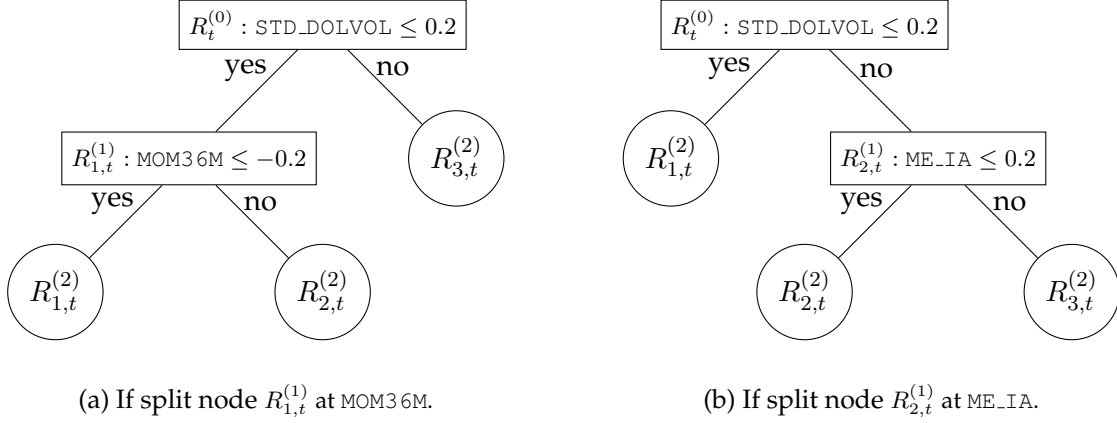 R_t^{(0)} : STD_DOLVOL ≤ 0.2
yes no
R_{1,t}^{(1)} : MOM36M ≤ −0.2
R_{3,t}^{(2)}
yes no
R_{1,t}^{(2)} R_{2,t}^{(2)}
(a) If split node R_{1,t}^{(1)} at MOM36M.
R_t^{(0)} : STD_DOLVOL ≤ 0.2
yes no
R_{1,t}^{(2)}
R_{2,t}^{(1)} : ME_IA ≤ 0.2
yes no
R_{2,t}^{(2)} R_{3,t}^{(2)}
(b) If split node R_{2,t}^{(1)} at ME_IA.